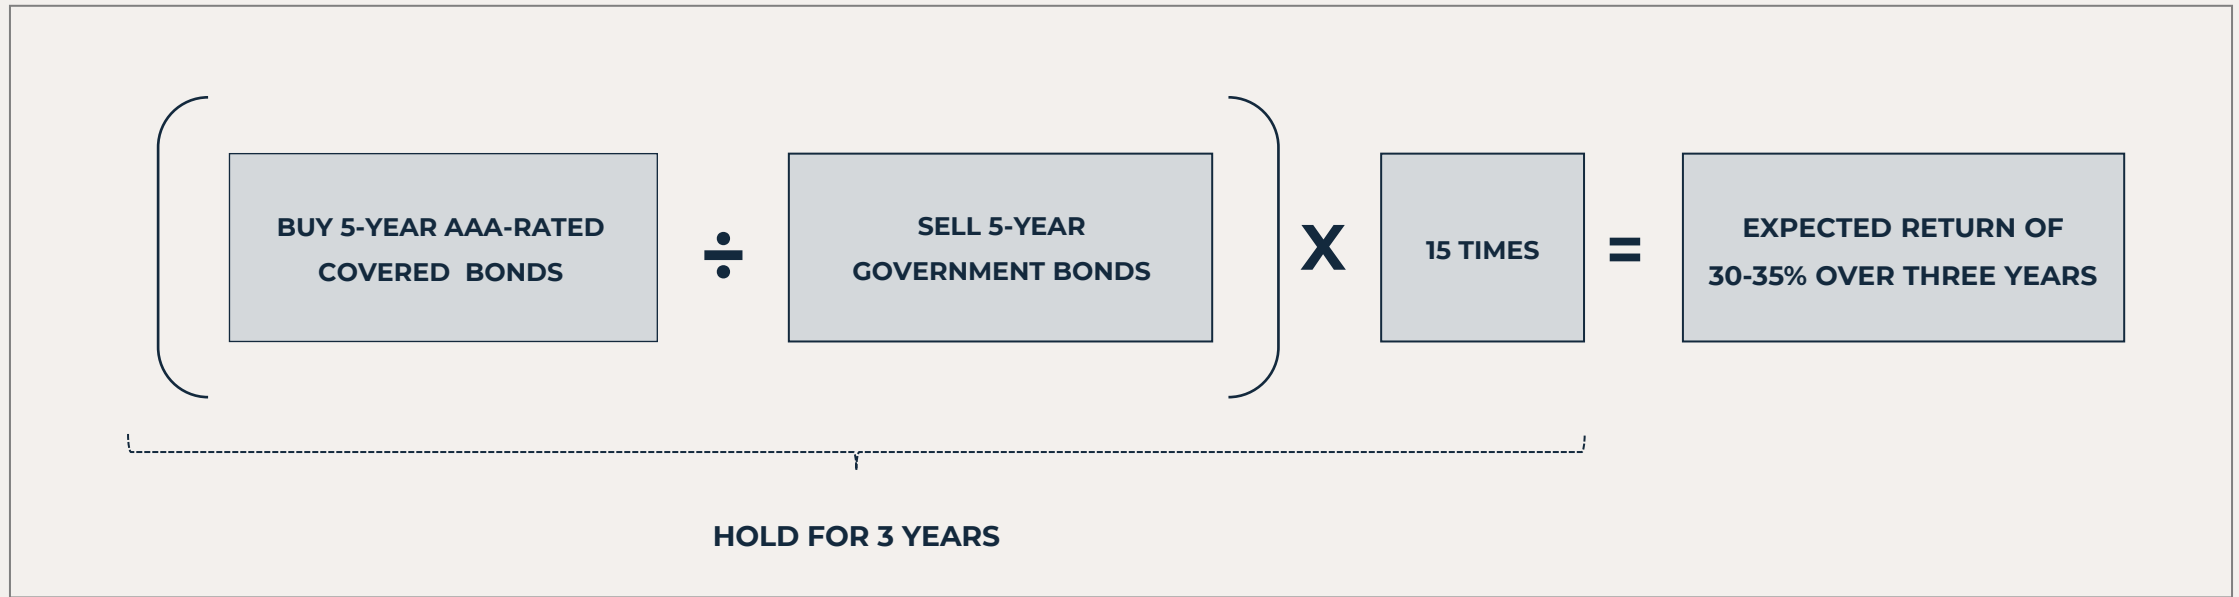 BUY 5-YEAR AAA-RATED
COVERED BONDS
÷
SELL 5-YEAR
GOVERNMENT BONDS
X
15 TIMES
=
EXPECTED RETURN OF
30-35% OVER THREE YEARS
HOLD FOR 3 YEARS